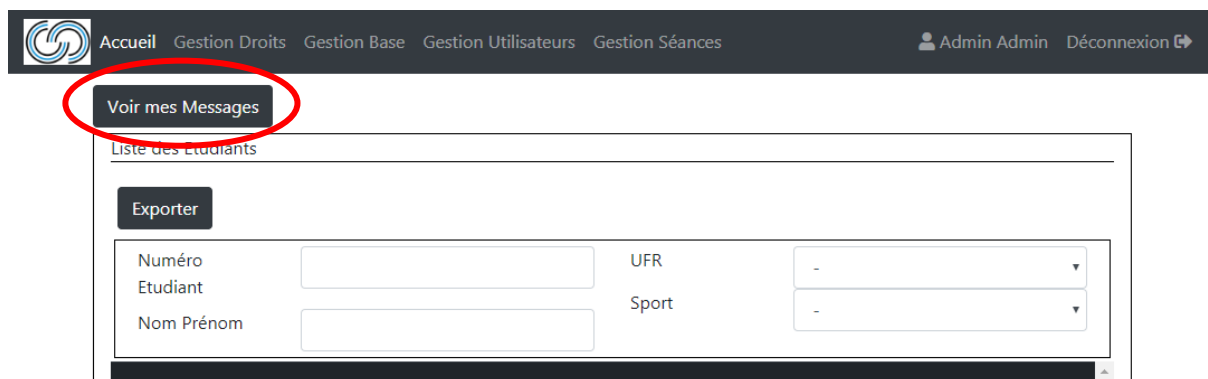 Accueil Gestion Droits Gestion Base Gestion Utilisateurs Gestion Séances Admin Admin Déconnexion
Voir mes Messages
Liste des Etudiants
Exporter
Numéro Etudiant
UFR
-
Sport
-
Nom Prénom